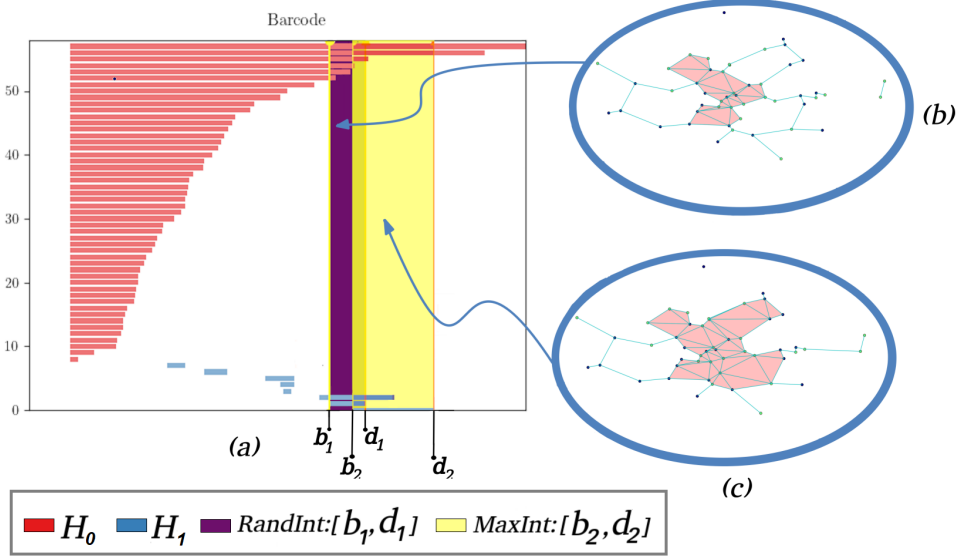 Barcode
50
40
30
20
10
0
b1 d1
b2 d2
(a)
(b)
(c)
H0 H1 RandInt:[b1,d1] MaxInt:[b2,d2]